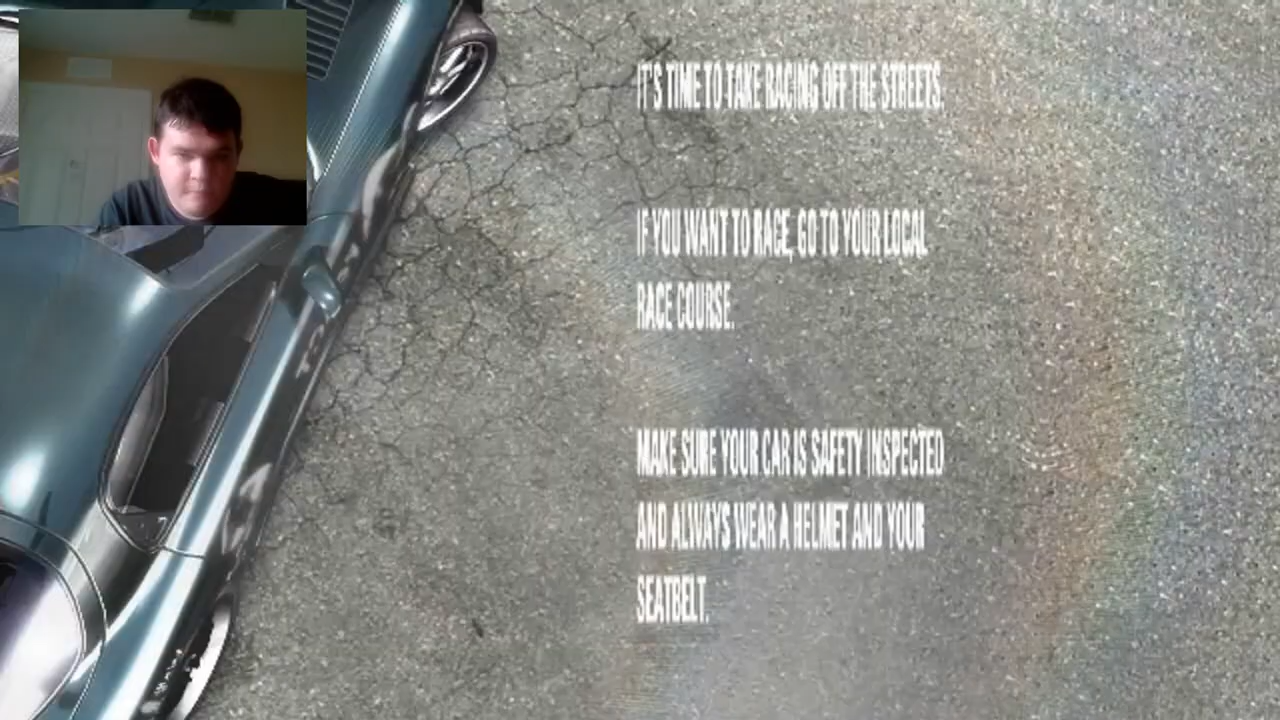 IT'S TIME TO TAKE RACING OFF THE STREETS.
IF YOU WANT TO RACE, GO TO YOUR LOCAL
RACE COURSE.
MAKE SURE YOUR CAR IS SAFETY INSPECTED
AND ALWAYS WEAR A HELMET AND YOUR
SEATBELT.